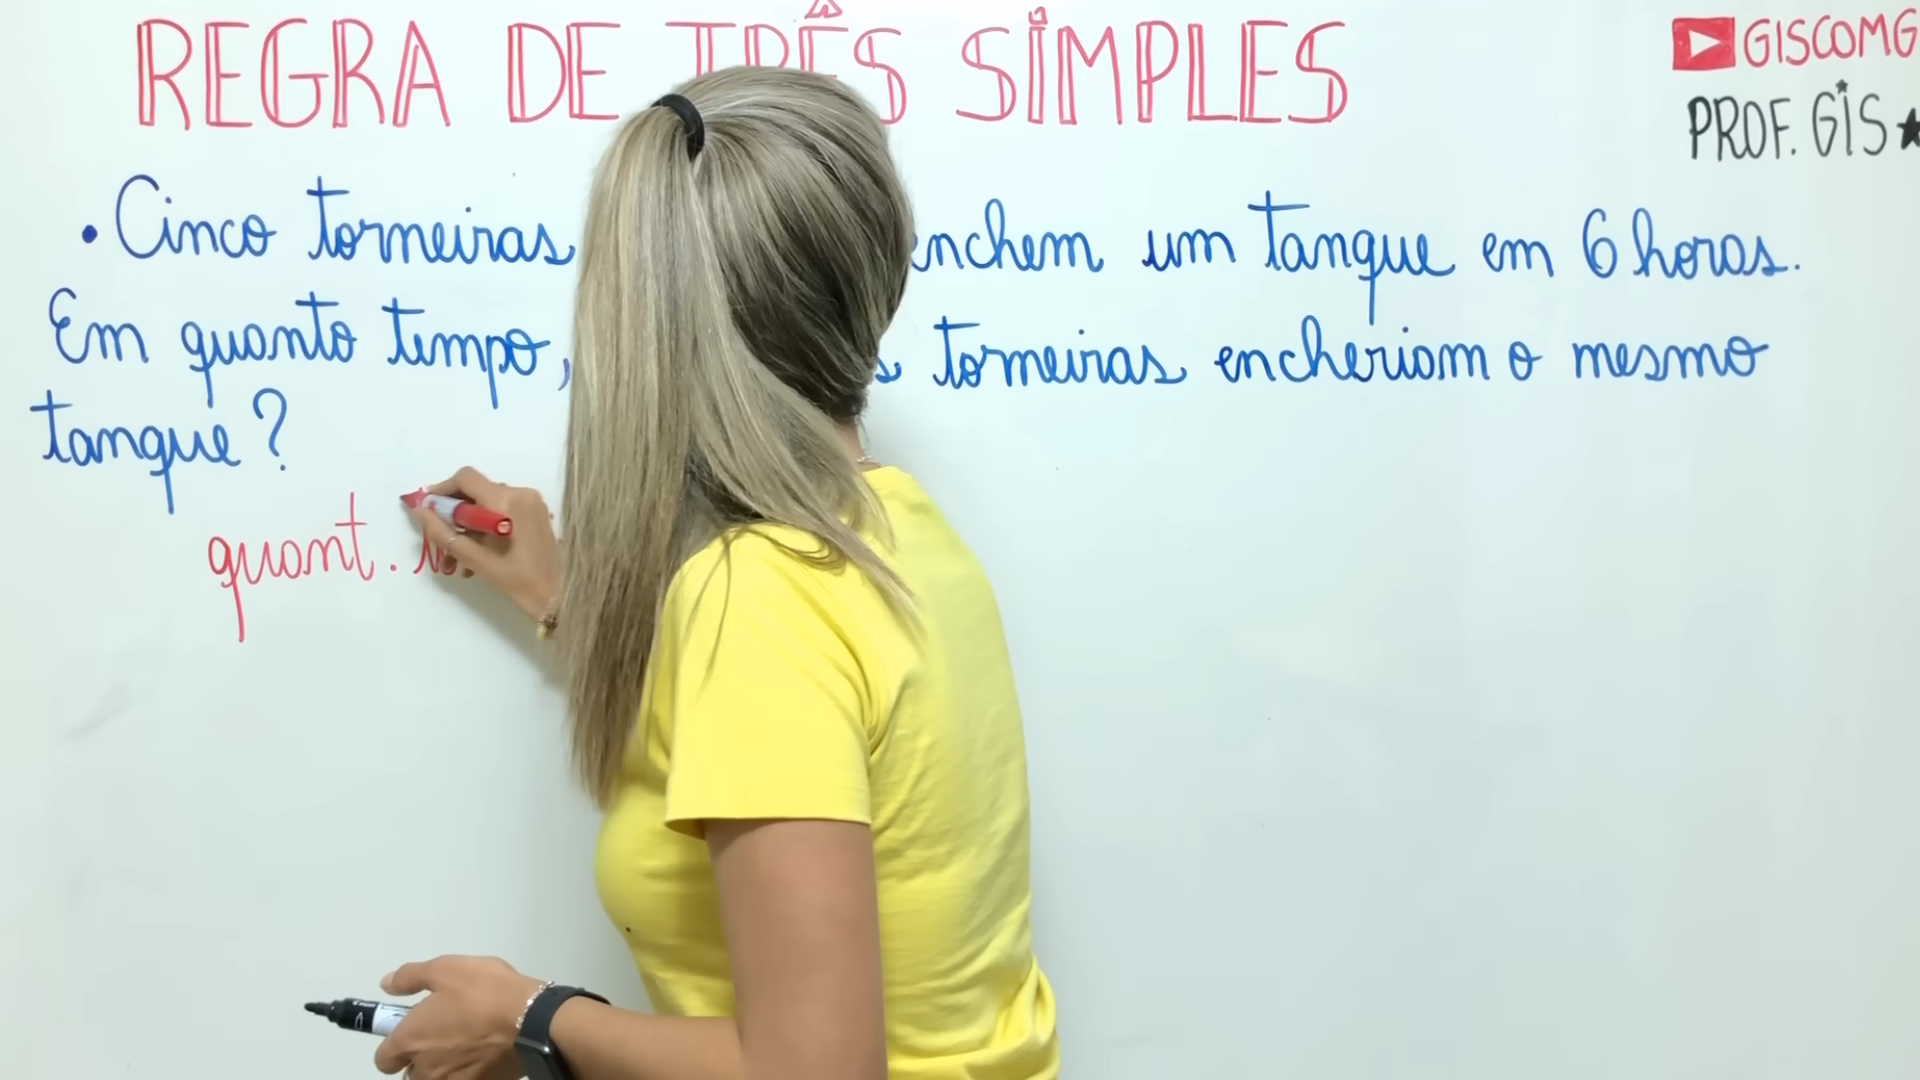 REGRA DE TRÊS SIMPLES
GISCOMG
PROF. GIS
• Cinco torneiras enchem um tanque em 6 horas.
Em quanto tempo, torneiras encheriam o mesmo
tanque?
quant.